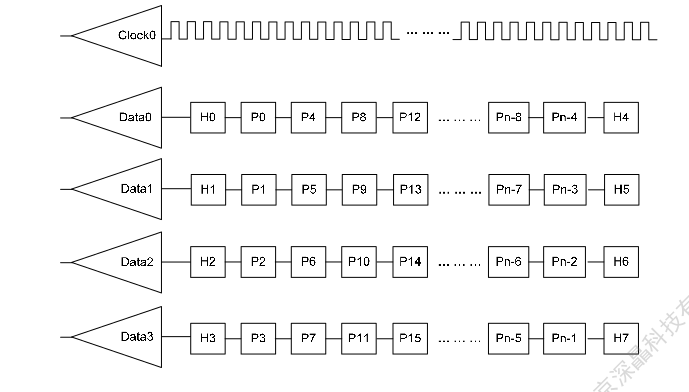 Clock0 ... ... ...
Data0 H0 P0 P4 P8 P12 ... ... ... Pn-8 Pn-4 H4
Data1 H1 P1 P5 P9 P13 ... ... ... Pn-7 Pn-3 H5
Data2 H2 P2 P6 P10 P14 ... ... ... Pn-6 Pn-2 H6
Data3 H3 P3 P7 P11 P15 ... ... ... Pn-5 Pn-1 H7
京深晶科技有